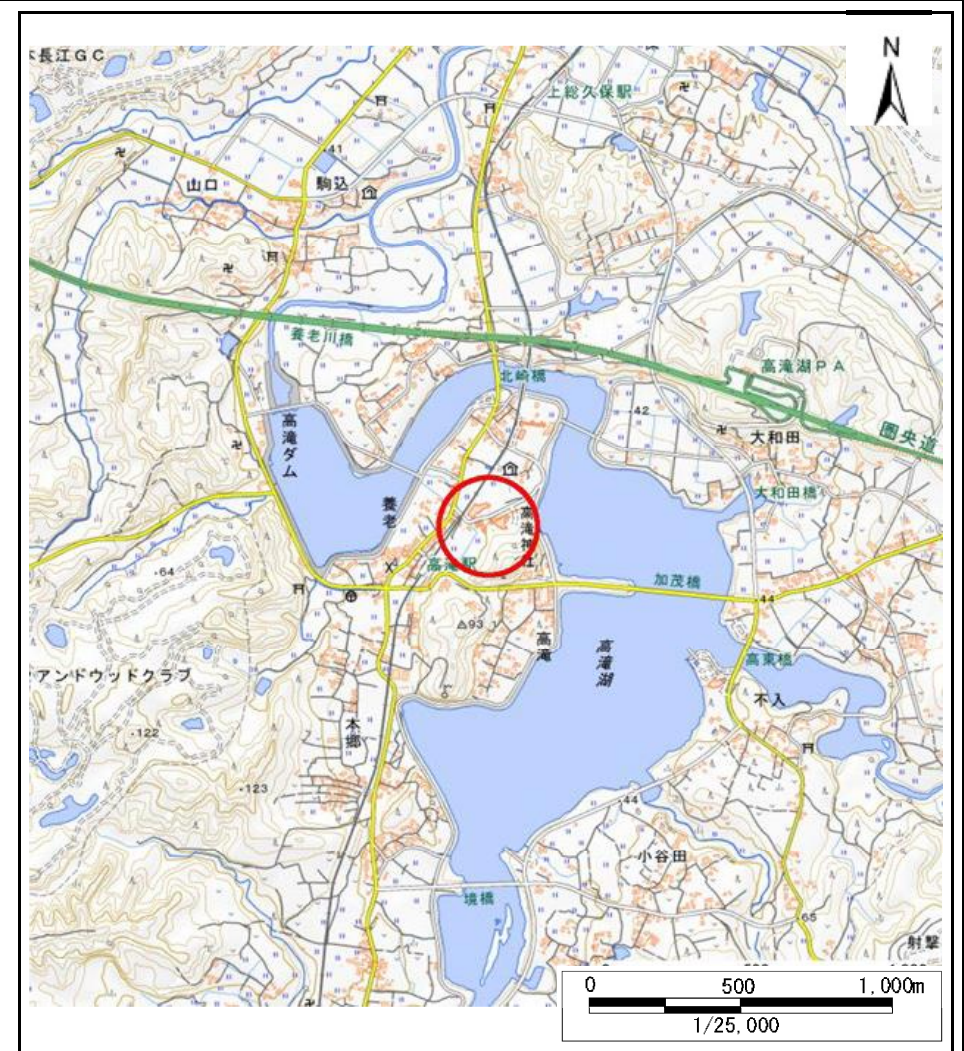 長江GC
N
上総久保駅
41
山口
駒込
養老川橋
北崎橋
高滝湖PA
42
大和田
圏央道
高滝ダム
養老
大和田橋
高滝神社
64
高滝駅
加茂橋
44
93.1
高滝
高滝湖
高東橋
アンドウッドクラブ
不入
本郷
122
123
44
小谷田
境橋
65
射撃
0 500 1,000m
1/25,000